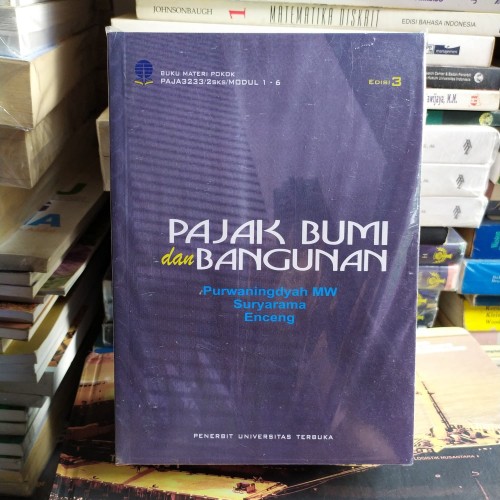 JOHNSONBAUGH 1 MATEMATIKA DISKRIT
EDISI BAHASA INDONESIA
BUKU MATERI POKOK
PAJA3233/2SKS/MODUL 1 - 6
EDISI 3
PAJAK BUMI
dan BANGUNAN
Purwaningdyah MW
Suryarama
Enceng
PENERBIT UNIVERSITAS TERBUKA